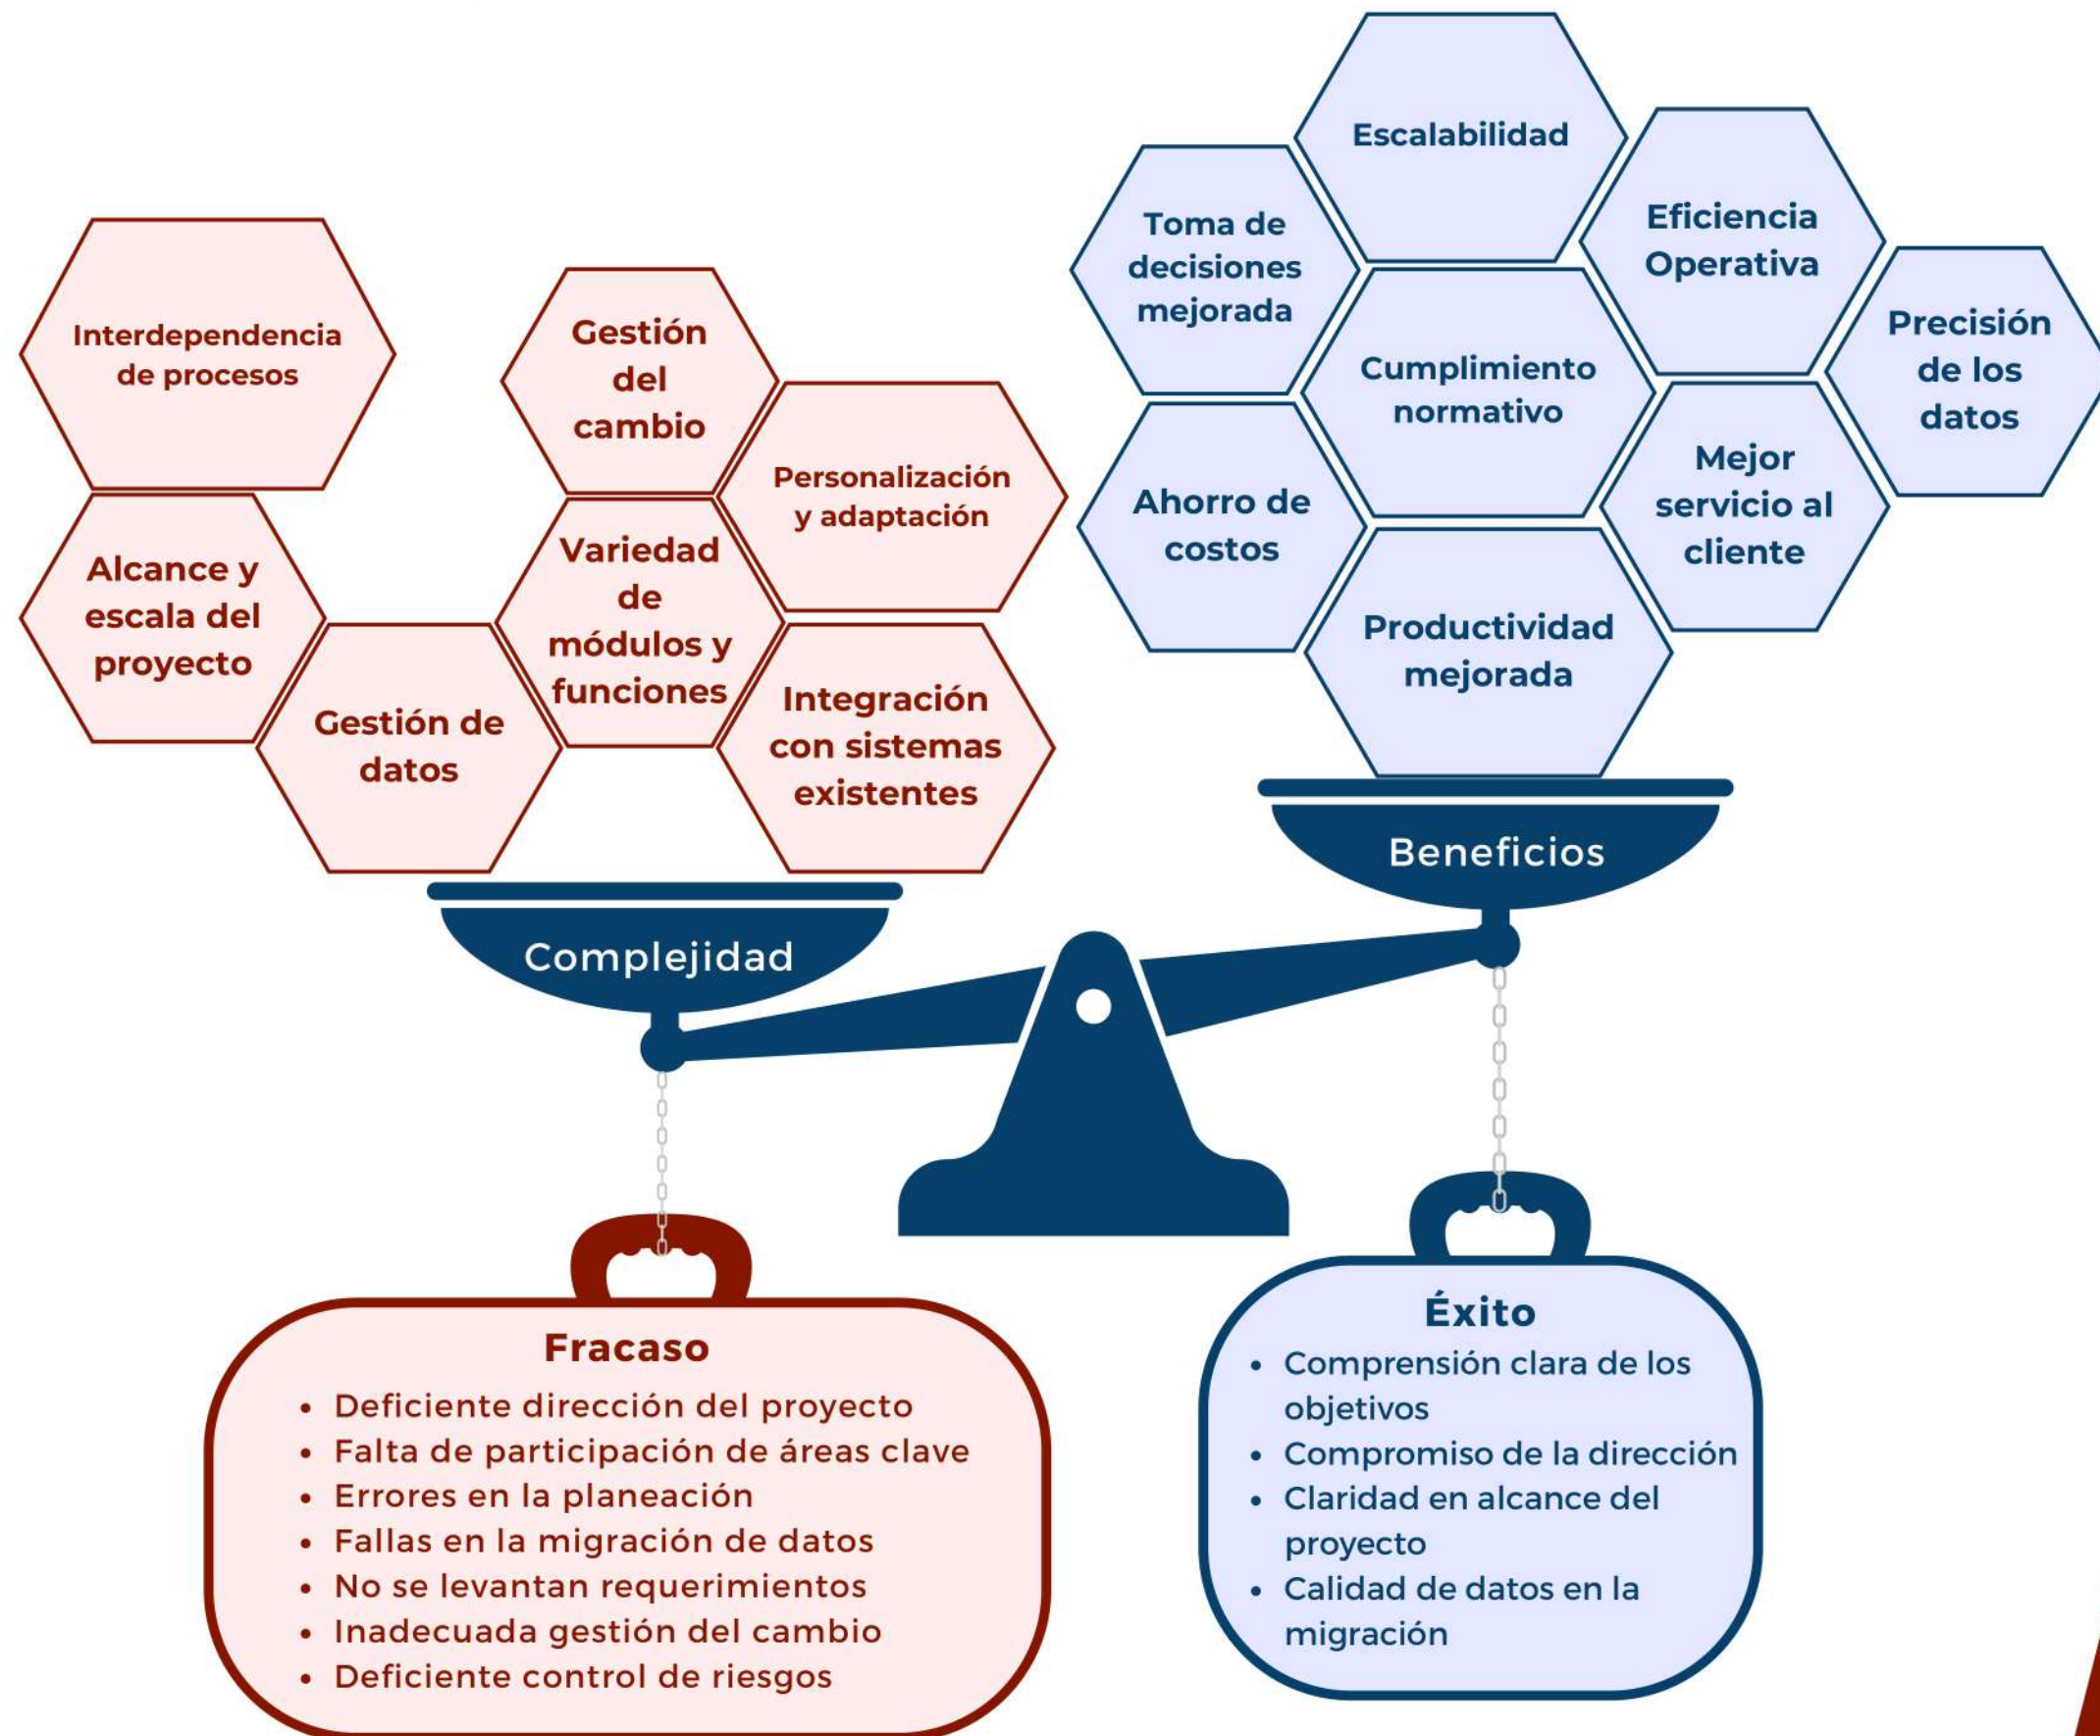 Interdependencia
de procesos
Alcance y
escala del
proyecto
Gestión de
datos
Gestión
del
cambio
Variedad
de
módulos y
funciones
Personalización
y adaptación
Integración
con sistemas
existentes
Complejidad
Escalabilidad
Toma de
decisiones
mejorada
Eficiencia
Operativa
Precisión
de los
datos
Cumplimiento
normativo
Ahorro de
costos
Mejor
servicio al
cliente
Productividad
mejorada
Beneficios
Fracaso
• Deficiente dirección del proyecto
• Falta de participación de áreas clave
• Errores en la planeación
• Fallas en la migración de datos
• No se levantan requerimientos
• Inadecuada gestión del cambio
• Deficiente control de riesgos
Éxito
• Comprensión clara de los
objetivos
• Compromiso de la dirección
• Claridad en alcance del
proyecto
• Calidad de datos en la
migración